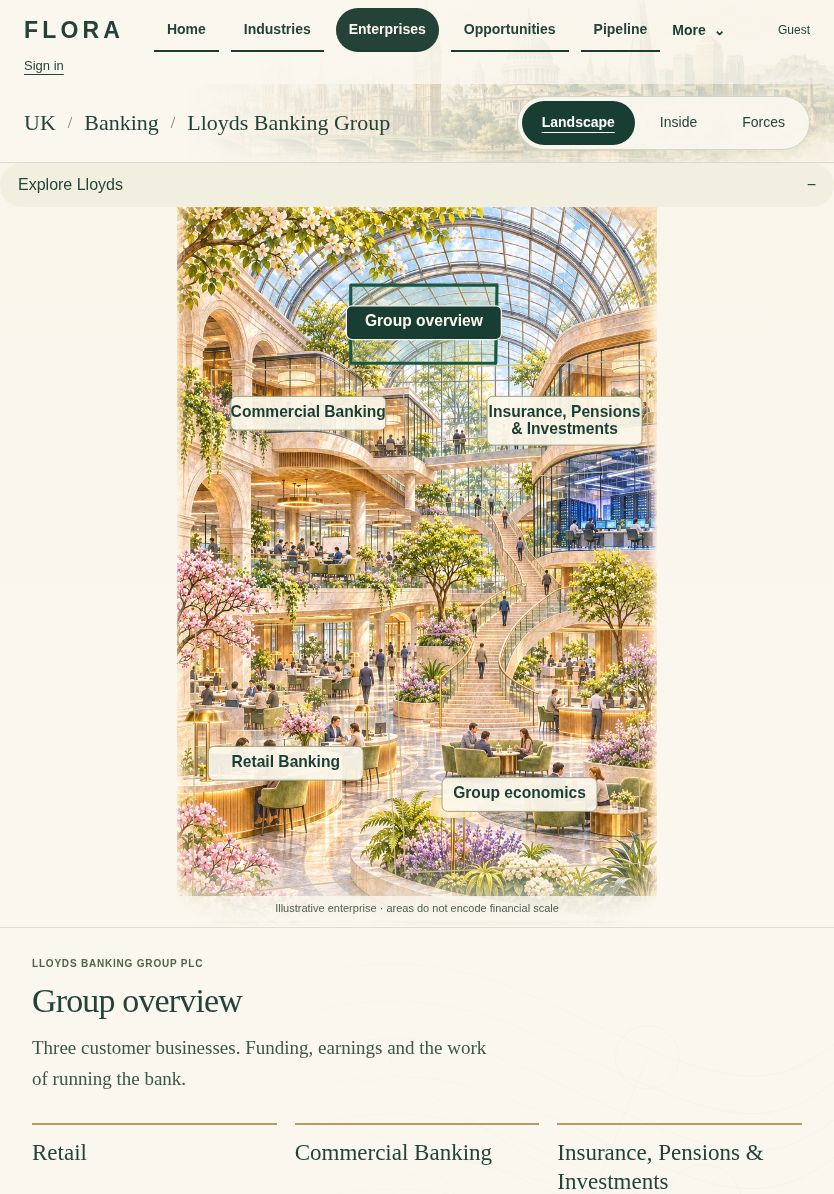 FLORA
Home
Industries
Enterprises
Opportunities
Pipeline
More
Guest
Sign in
UK / Banking / Lloyds Banking Group
Landscape
Inside
Forces
Explore Lloyds
−
Group overview
Commercial Banking
Insurance, Pensions
& Investments
Retail Banking
Group economics
Illustrative enterprise · areas do not encode financial scale
LLOYDS BANKING GROUP PLC
Group overview
Three customer businesses. Funding, earnings and the work
of running the bank.
Retail
Commercial Banking
Insurance, Pensions &
Investments